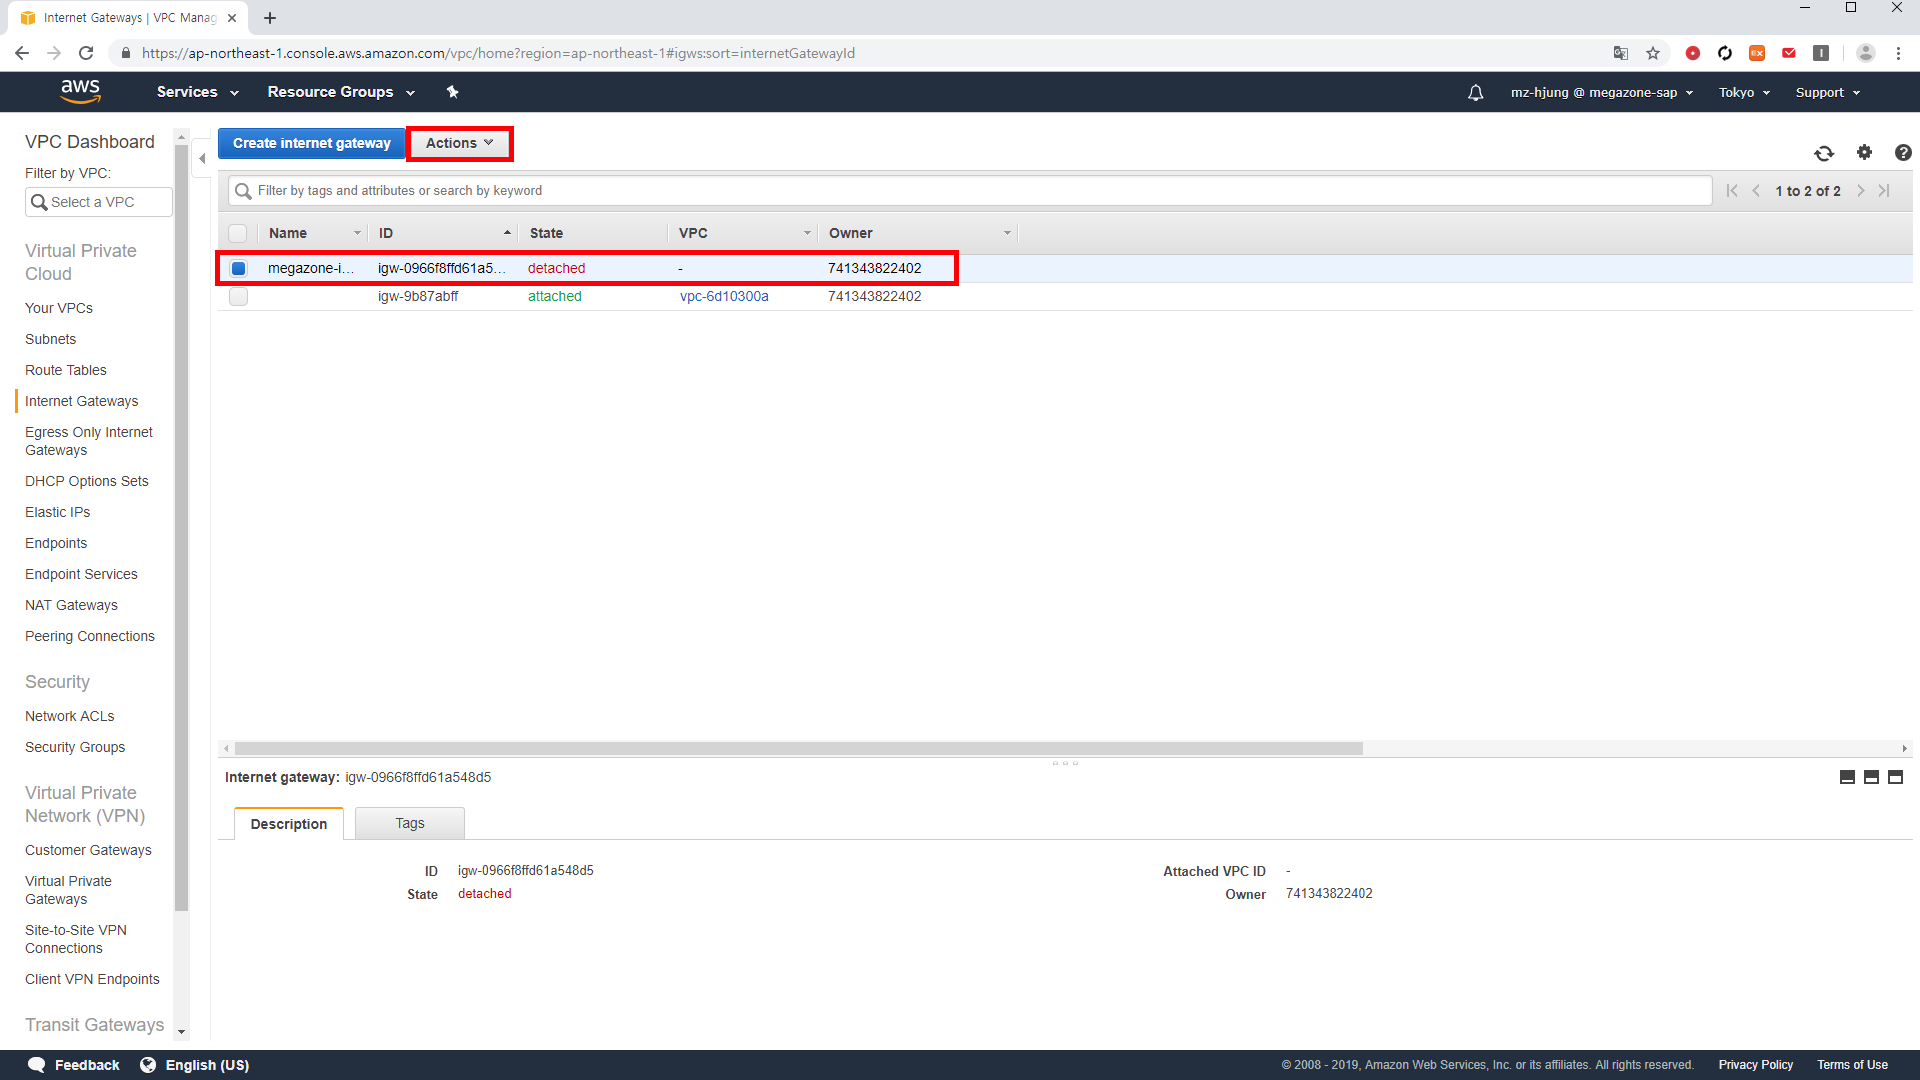 Internet Gateways | VPC Manag
https://ap-northeast-1.console.aws.amazon.com/vpc/home?region=ap-northeast-1#igws:sort=internetGatewayId
aws Services Resource Groups mz-hjung @ megazone-sap Tokyo Support
VPC Dashboard
Filter by VPC:
Select a VPC
Virtual Private
Cloud
Your VPCs
Subnets
Route Tables
Internet Gateways
Egress Only Internet
Gateways
DHCP Options Sets
Elastic IPs
Endpoints
Endpoint Services
NAT Gateways
Peering Connections
Security
Network ACLs
Security Groups
Virtual Private
Network (VPN)
Customer Gateways
Virtual Private
Gateways
Site-to-Site VPN
Connections
Client VPN Endpoints
Transit Gateways
Create internet gateway Actions
Filter by tags and attributes or search by keyword 1 to 2 of 2
Name ID State VPC Owner
megazone-i... igw-0966f8ffd61a5... detached - 741343822402
igw-9b87abff attached vpc-6d10300a 741343822402
Internet gateway: igw-0966f8ffd61a548d5
Description Tags
ID igw-0966f8ffd61a548d5 Attached VPC ID -
State detached Owner 741343822402
Feedback English (US) © 2008 - 2019, Amazon Web Services, Inc. or its affiliates. All rights reserved. Privacy Policy Terms of Use